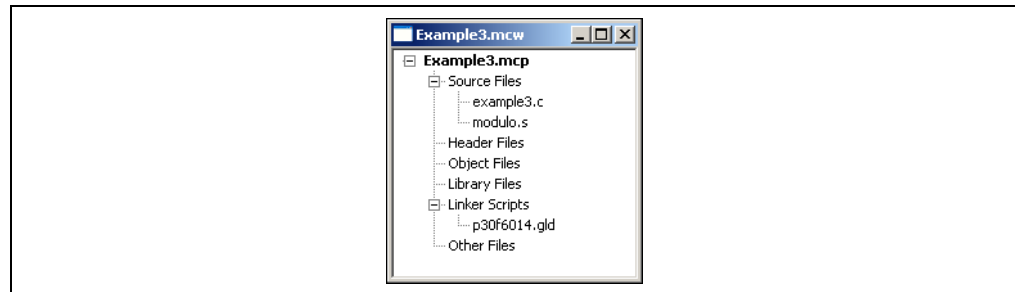 Example3.mcw
Example3.mcp
Source Files
example3.c
modulo.s
Header Files
Object Files
Library Files
Linker Scripts
p30f6014.gld
Other Files